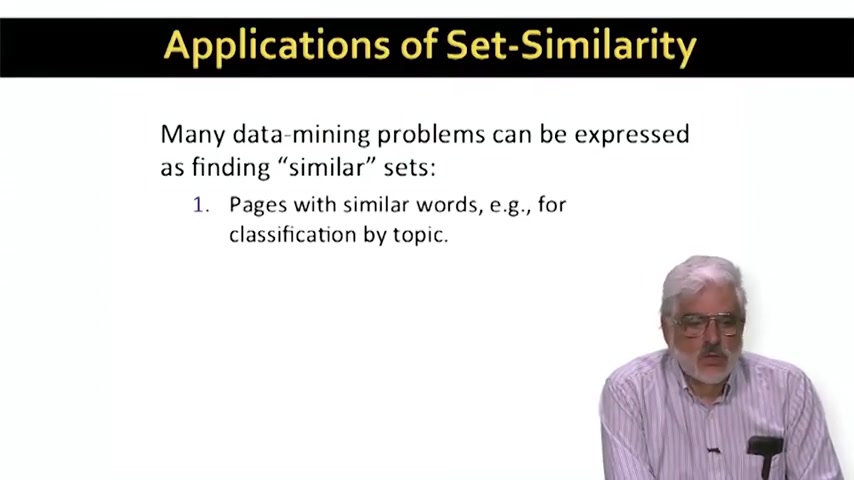 Applications of Set-Similarity
Many data-mining problems can be expressed
as finding “similar” sets:
1. Pages with similar words, e.g., for
classification by topic.